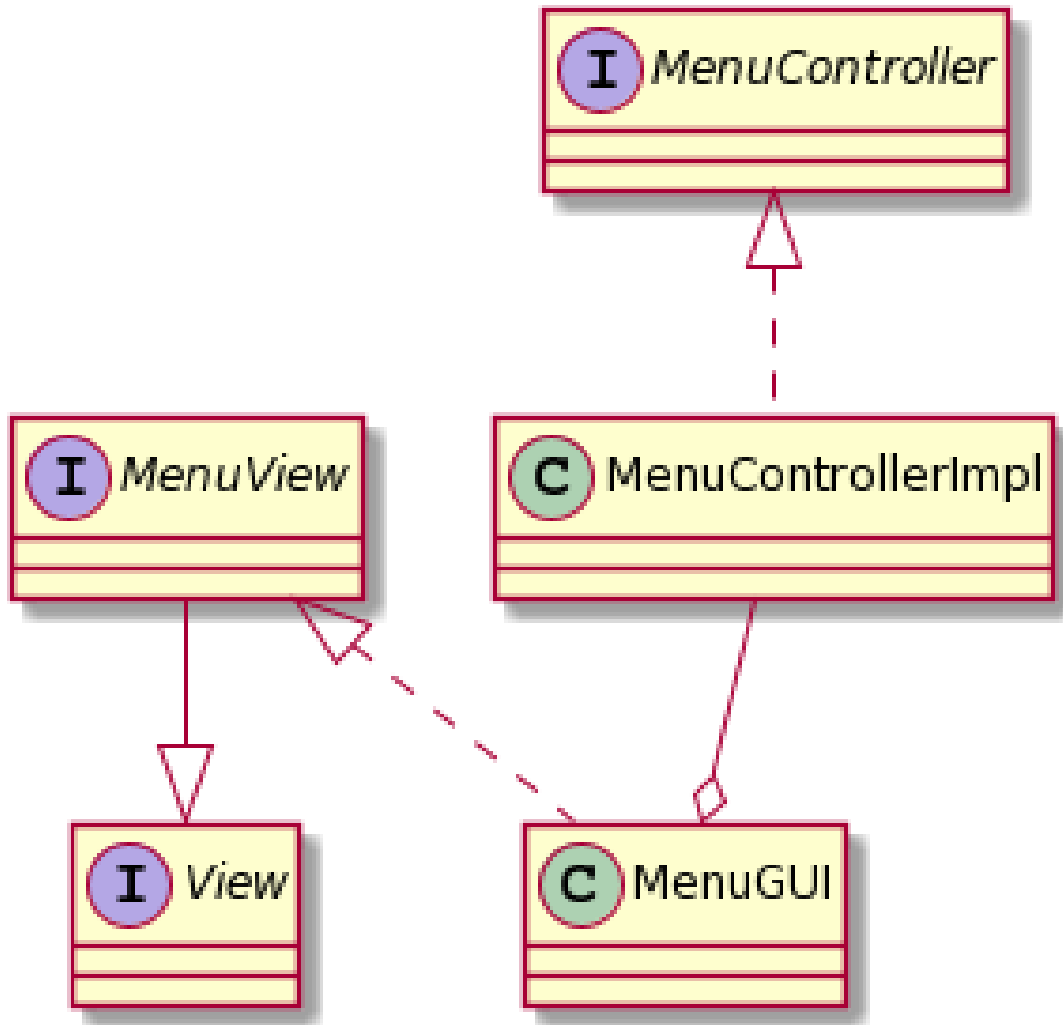 I MenuController
I MenuView
C MenuControllerImpl
I View
C MenuGUI